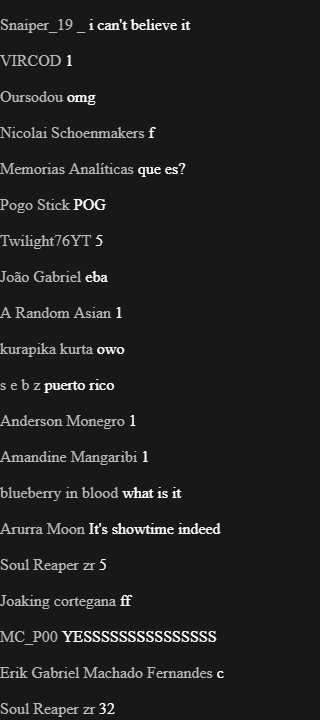 Snaiper_19 _ i can't believe it
VIRCOD 1
Oursodou omg
Nicolai Schoenmakers f
Memorias Analíticas que es?
Pogo Stick POG
Twilight76YT 5
João Gabriel eba
A Random Asian 1
kurapika kurta owo
s e b z puerto rico
Anderson Monegro 1
Amandine Mangaribi 1
blueberry in blood what is it
Arurra Moon It's showtime indeed
Soul Reaper zr 5
Joaking cortegana ff
MC_P00 YESSSSSSSSSSSSSSS
Erik Gabriel Machado Fernandes c
Soul Reaper zr 32